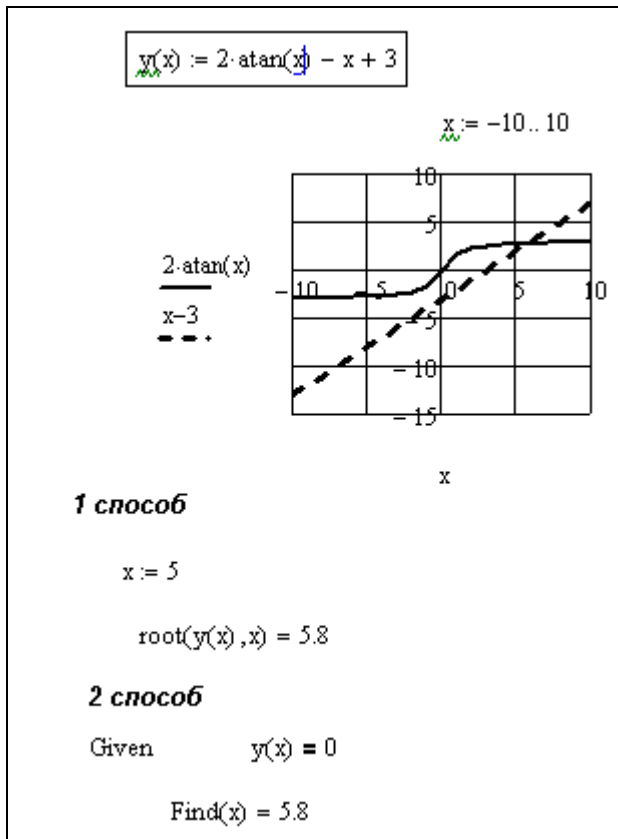 y(x) := 2·atan(x) − x + 3
x := −10.. 10
10
5
2·atan(x)
−10 −5 0 5 10
x−3
−5
−10
−15
x
1 способ
x := 5
root(y(x),x) = 5.8
2 способ
Given y(x) = 0
Find(x) = 5.8